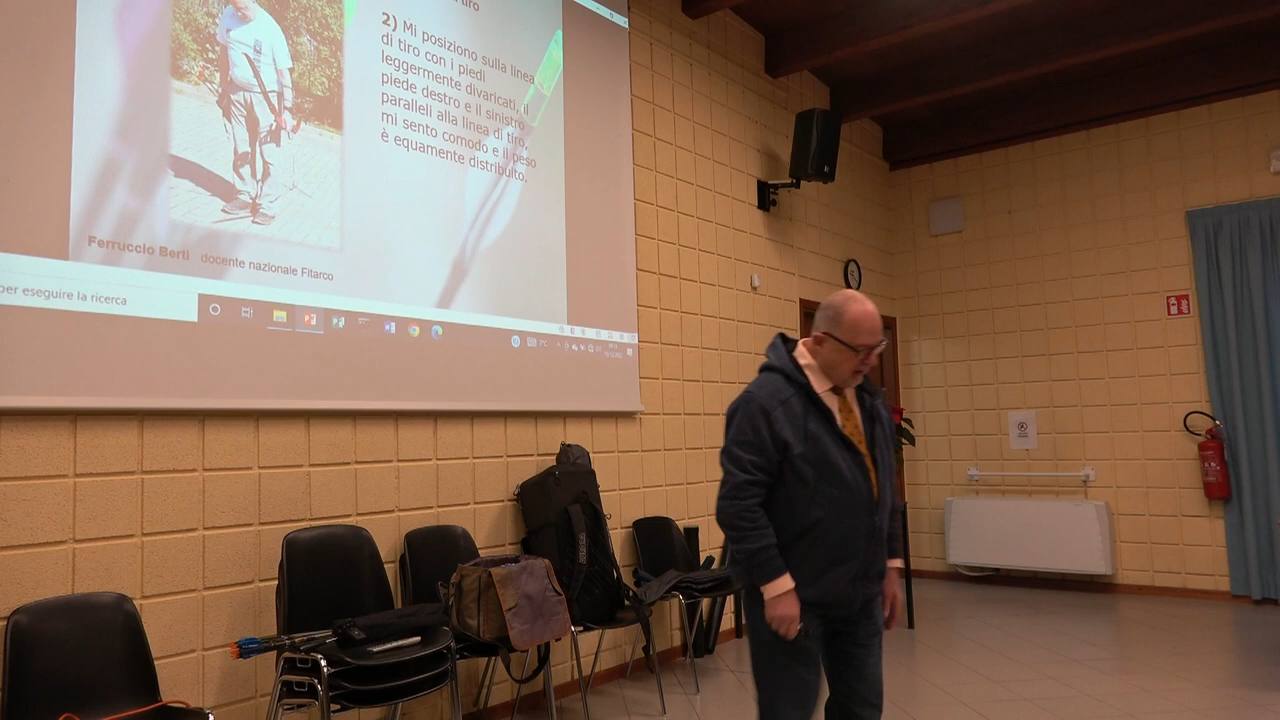 tiro
2) Mi posiziono sulla linea
di tiro con i piedi
leggermente divaricati, il
piede destro e il sinistro
paralleli alla linea di tiro,
mi sento comodo e il peso
è equamente distribuito.
Ferruccio Berti docente nazionale Fitarco
per eseguire la ricerca
7°C